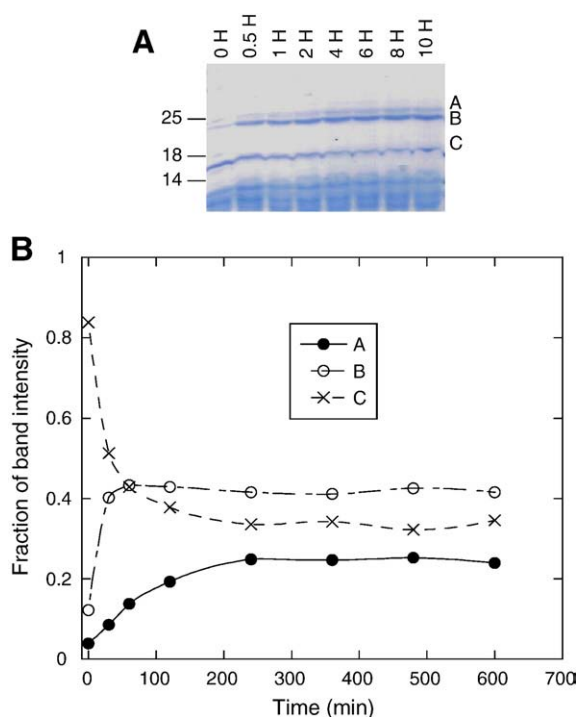 A
0 H 0.5 H 1 H 2 H 4 H 6 H 8 H 10 H
A
25 B
C
18
14
B
1
0.8
0.6
0.4
0.2
0
Fraction of band intensity
A
B
C
0 100 200 300 400 500 600 700
Time (min)